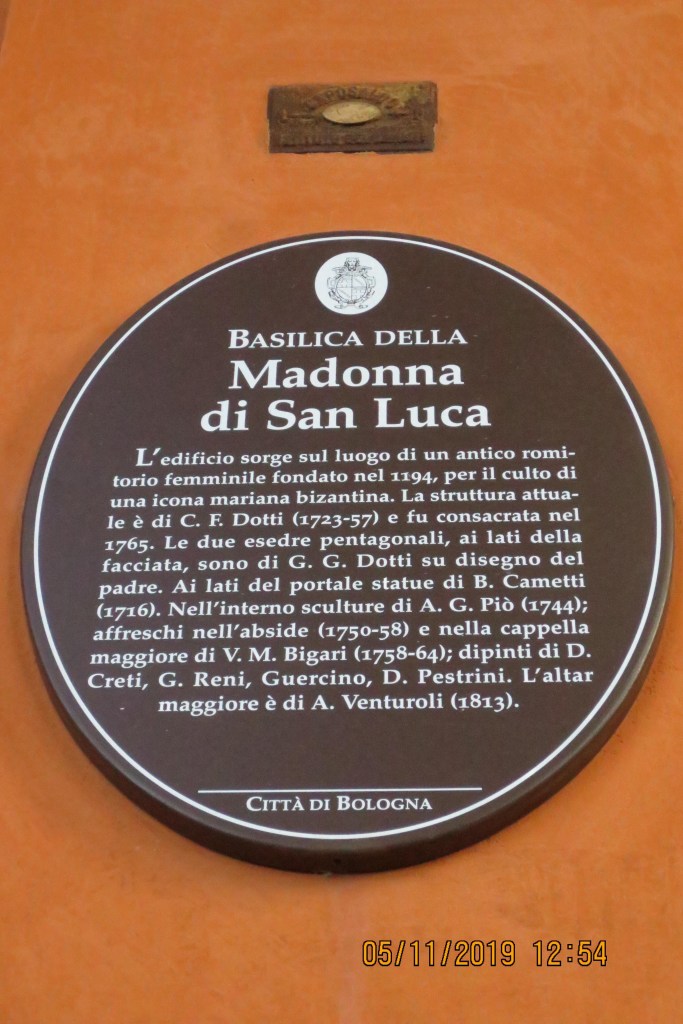 BASILICA DELLA
Madonna
di San Luca
L'edificio sorge sul luogo di un antico romi-
torio femminile fondato nel 1194, per il culto di
una icona mariana bizantina. La struttura attua-
le è di C. F. Dotti (1723-57) e fu consacrata nel
1765. Le due esedre pentagonali, ai lati della
facciata, sono di G. G. Dotti su disegno del
padre. Ai lati del portale statue di B. Cametti
(1716). Nell'interno sculture di A. G. Piò (1744);
affreschi nell'abside (1750-58) e nella cappella
maggiore di V. M. Bigari (1758-64); dipinti di D.
Creti, G. Reni, Guercino, D. Pestrini. L'altar
maggiore è di A. Venturoli (1813).
CITTÀ DI BOLOGNA
05/11/2019 12:54